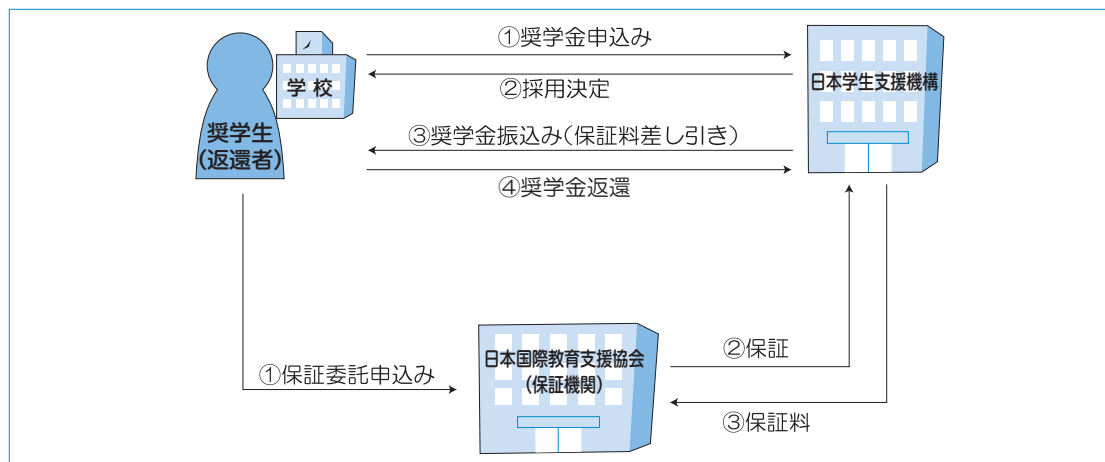 ①奨学金申込み
学校
日本学生支援機構
②採用決定
奨学生
(返還者)
③奨学金振込み(保証料差し引き)
④奨学金返還
①保証委託申込み
日本国際教育支援協会
(保証機関)
②保証
③保証料